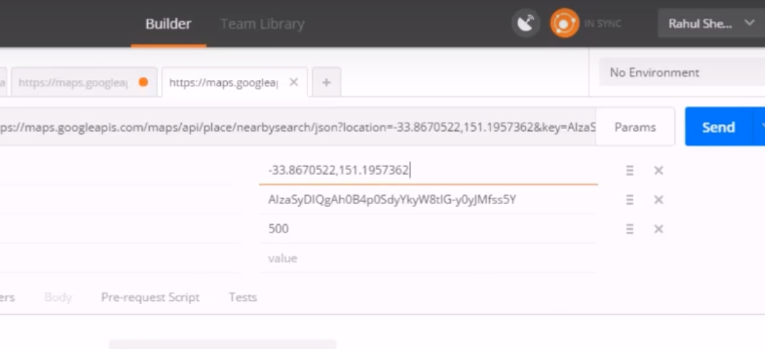 Builder
Team Library
IN SYNC
Rahul She...
https://maps.googlea
https://maps.googlea
No Environment
ps://maps.googleapis.com/maps/api/place/nearbysearch/json?location=-33.8670522,151.1957362&key=AIzaS
Params
Send
-33.8670522,151.1957362
AIzaSyDIQgAh0B4p0SdyYkyW8tIG-y0yJMfss5Y
500
value
ers
Body
Pre-request Script
Tests